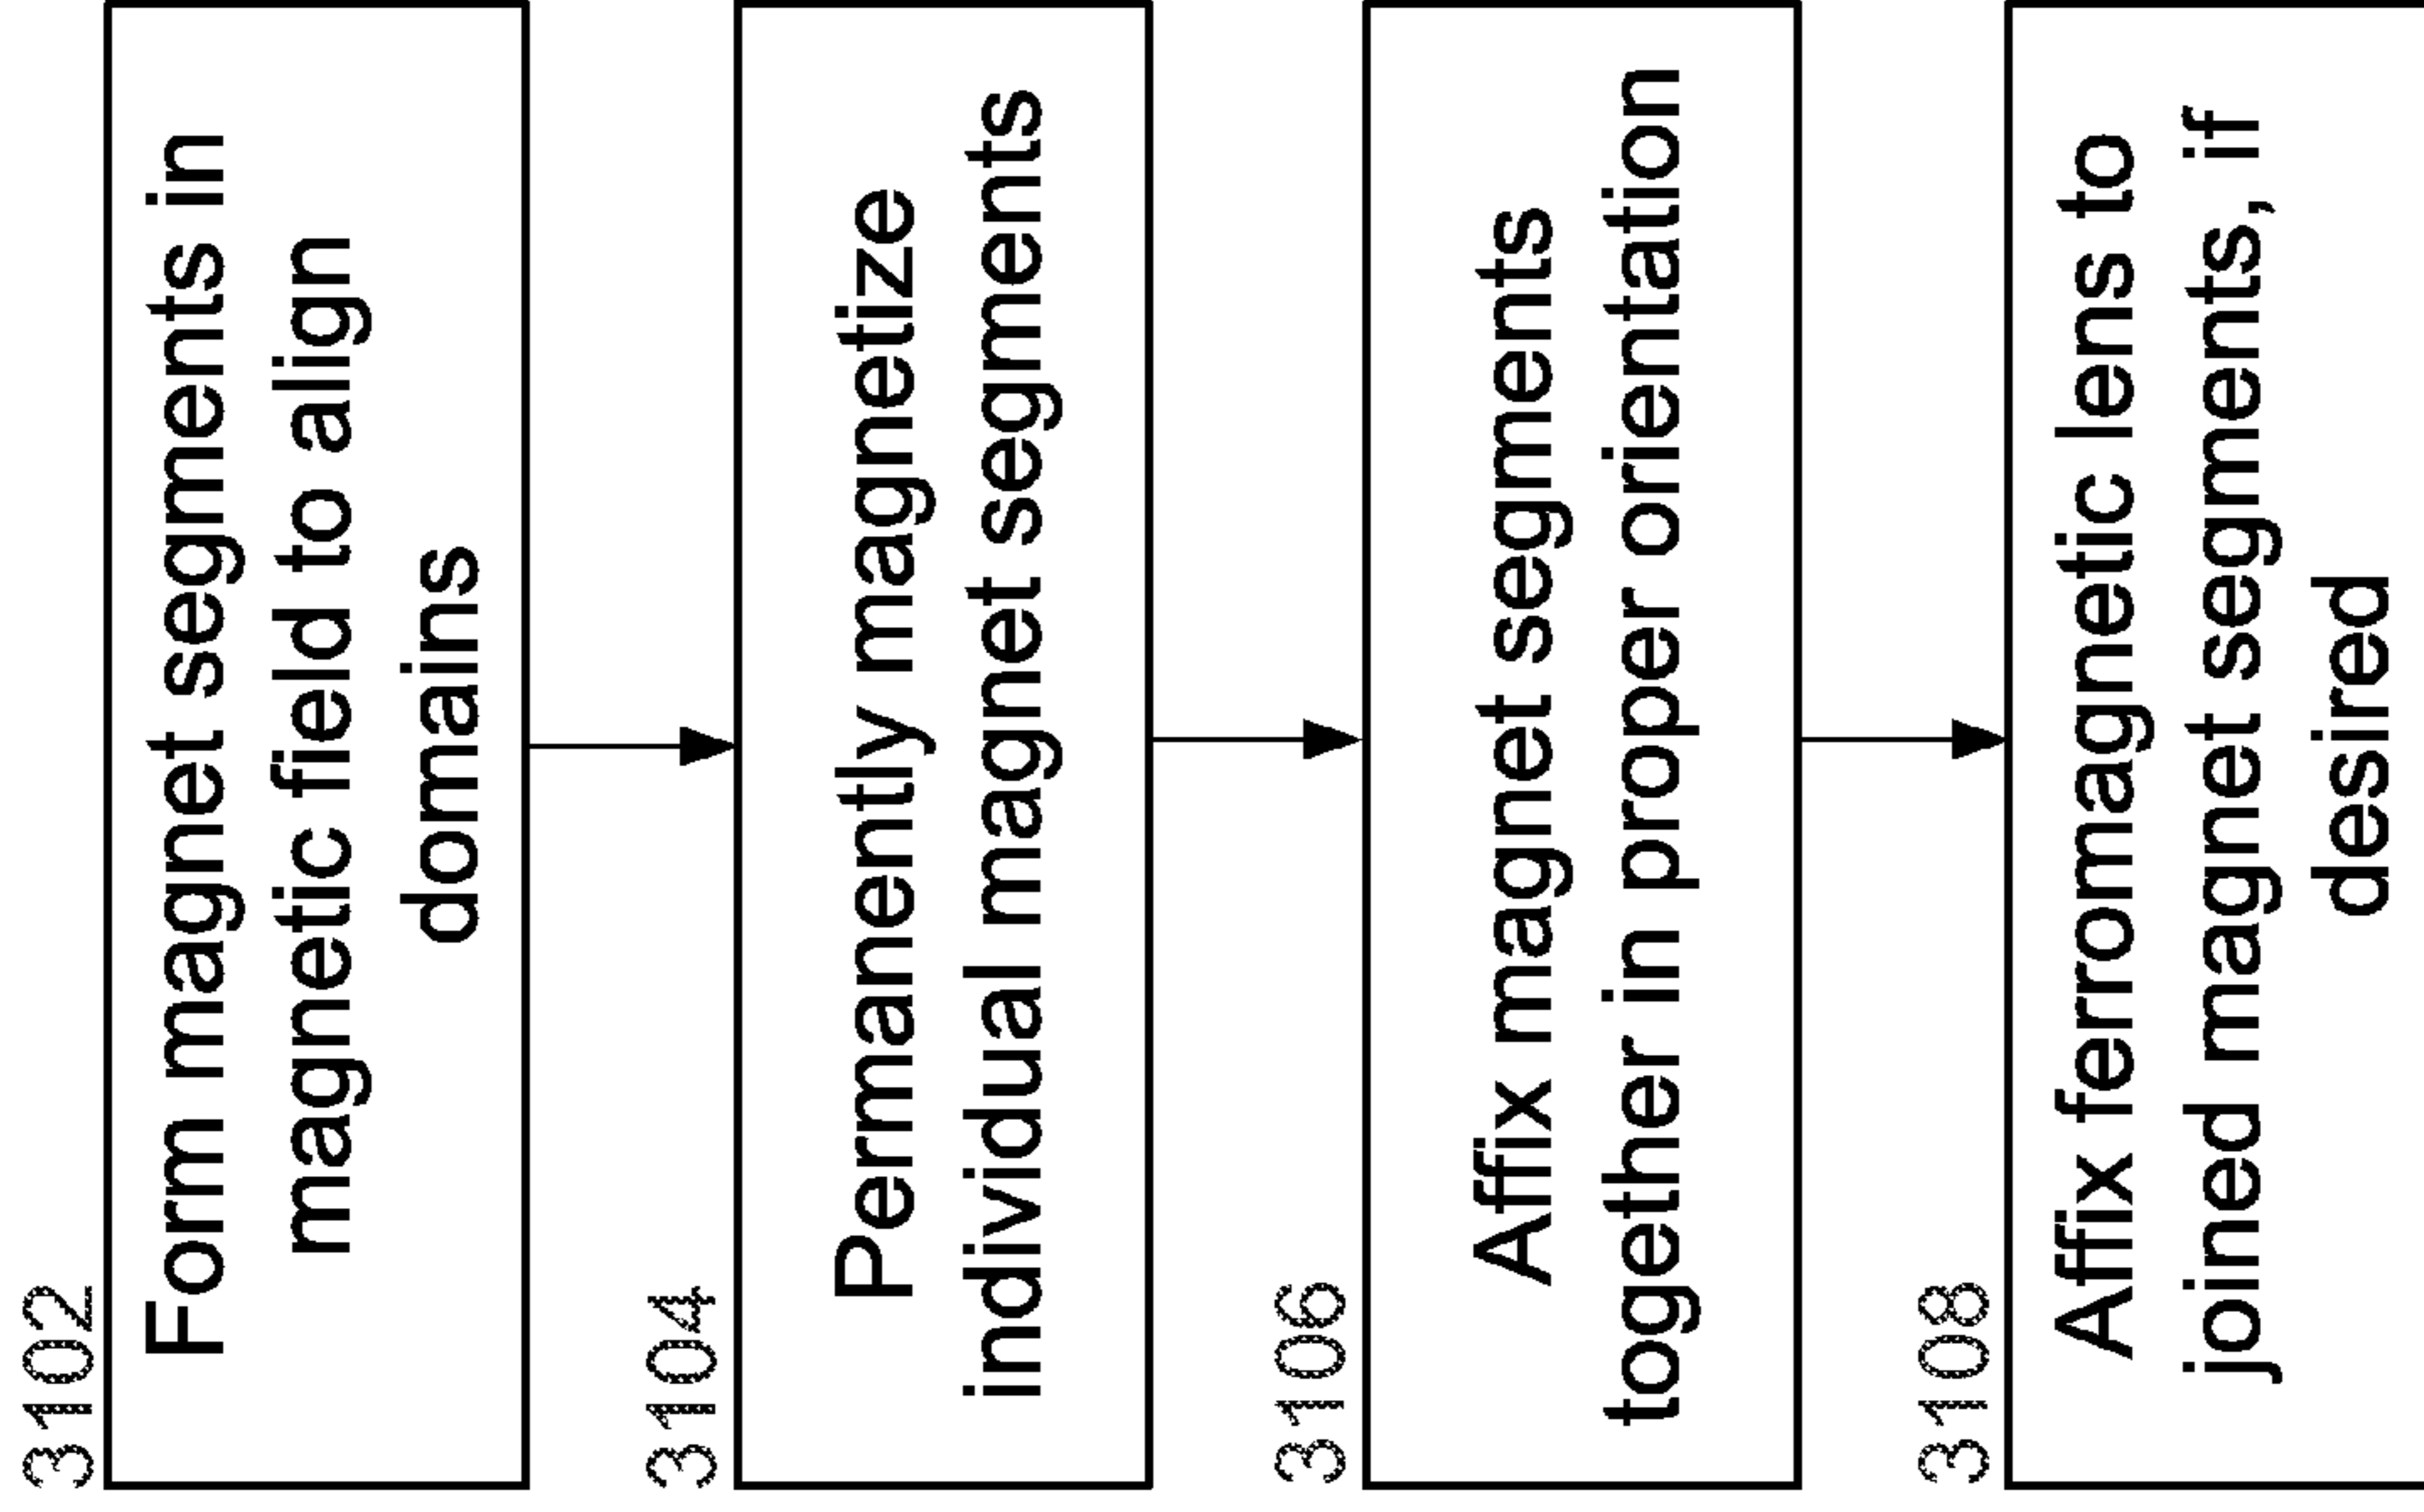 3102
Form magnet segments in
magnetic field to align
domains
3104
Permanently magnetize
individual magnet segments
3106
Affix magnet segments
together in proper orientation
3108
Affix ferromagnetic lens to
joined magnet segments, if
desired